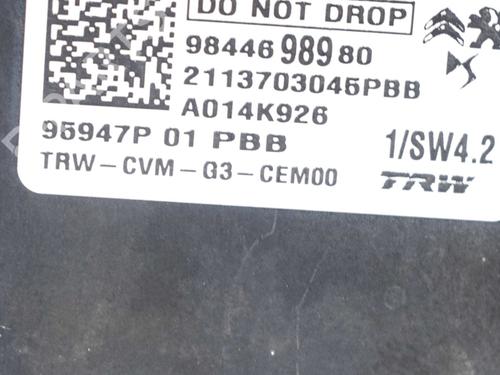 DO NOT DROP
98446 989 80
2113703045PBB
A014K926
95947P 01 PBB
1/SW4.2
TRW-CVM-G3-CEM00
TRW